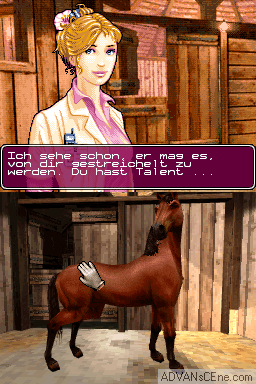 Ich sehe schon, er mag es,
von dir gestreichelt zu
werden. Du hast Talent ...
ADVAnSCEne.com